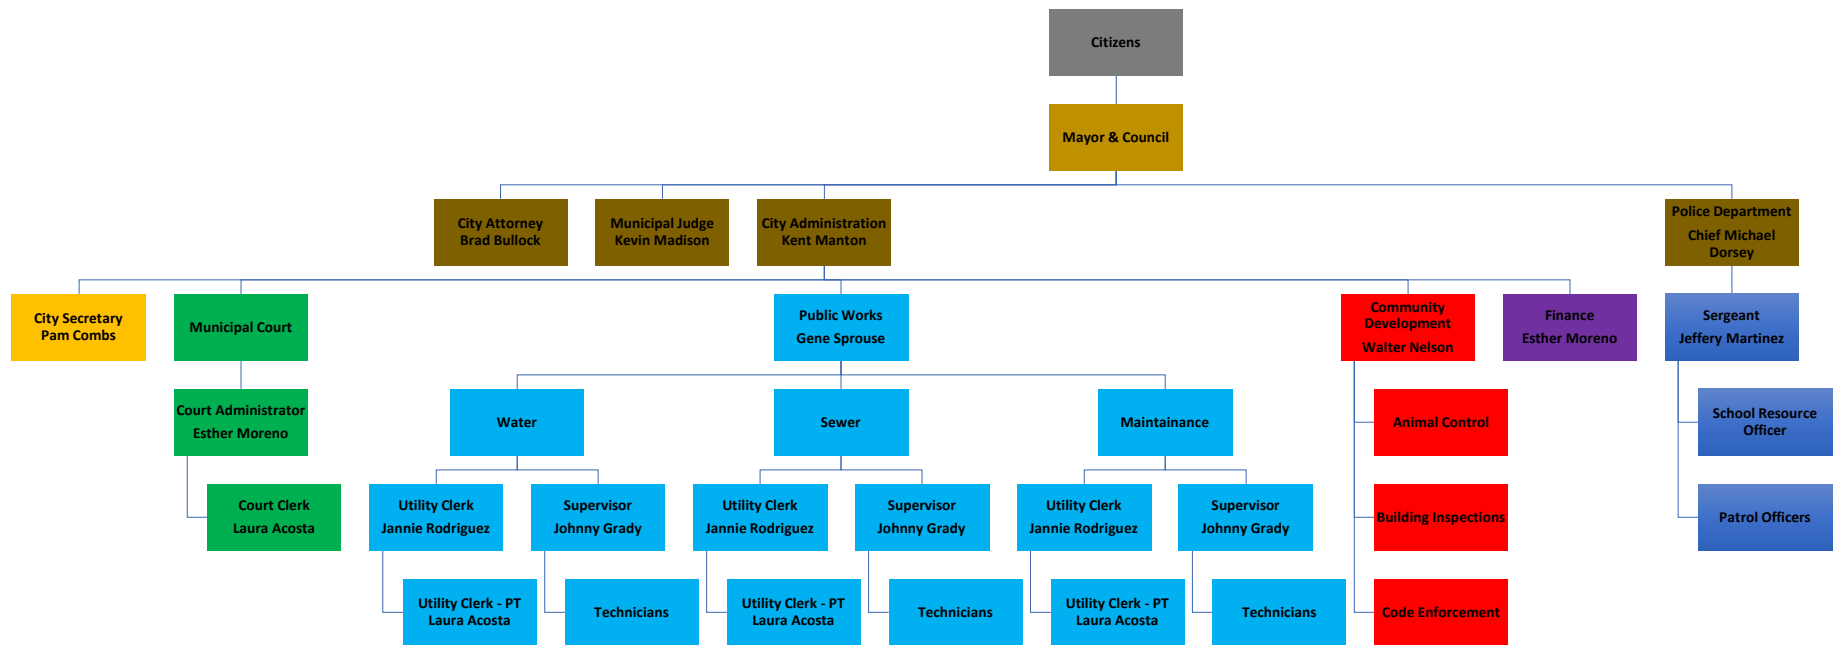 Citizens
Mayor & Council
City Attorney
Brad Bullock
Municipal Judge
Kevin Madison
City Administration
Kent Manton
Police Department
Chief Michael
Dorsey
City Secretary
Pam Combs
Municipal Court
Public Works
Gene Sprouse
Community
Development
Walter Nelson
Finance
Esther Moreno
Sergeant
Jeffery Martinez
Court Administrator
Esther Moreno
Water
Sewer
Maintainance
Animal Control
School Resource
Officer
Court Clerk
Laura Acosta
Utility Clerk
Jannie Rodriguez
Supervisor
Johnny Grady
Utility Clerk
Jannie Rodriguez
Supervisor
Johnny Grady
Utility Clerk
Jannie Rodriguez
Supervisor
Johnny Grady
Building Inspections
Patrol Officers
Utility Clerk - PT
Laura Acosta
Technicians
Utility Clerk - PT
Laura Acosta
Technicians
Utility Clerk - PT
Laura Acosta
Technicians
Code Enforcement